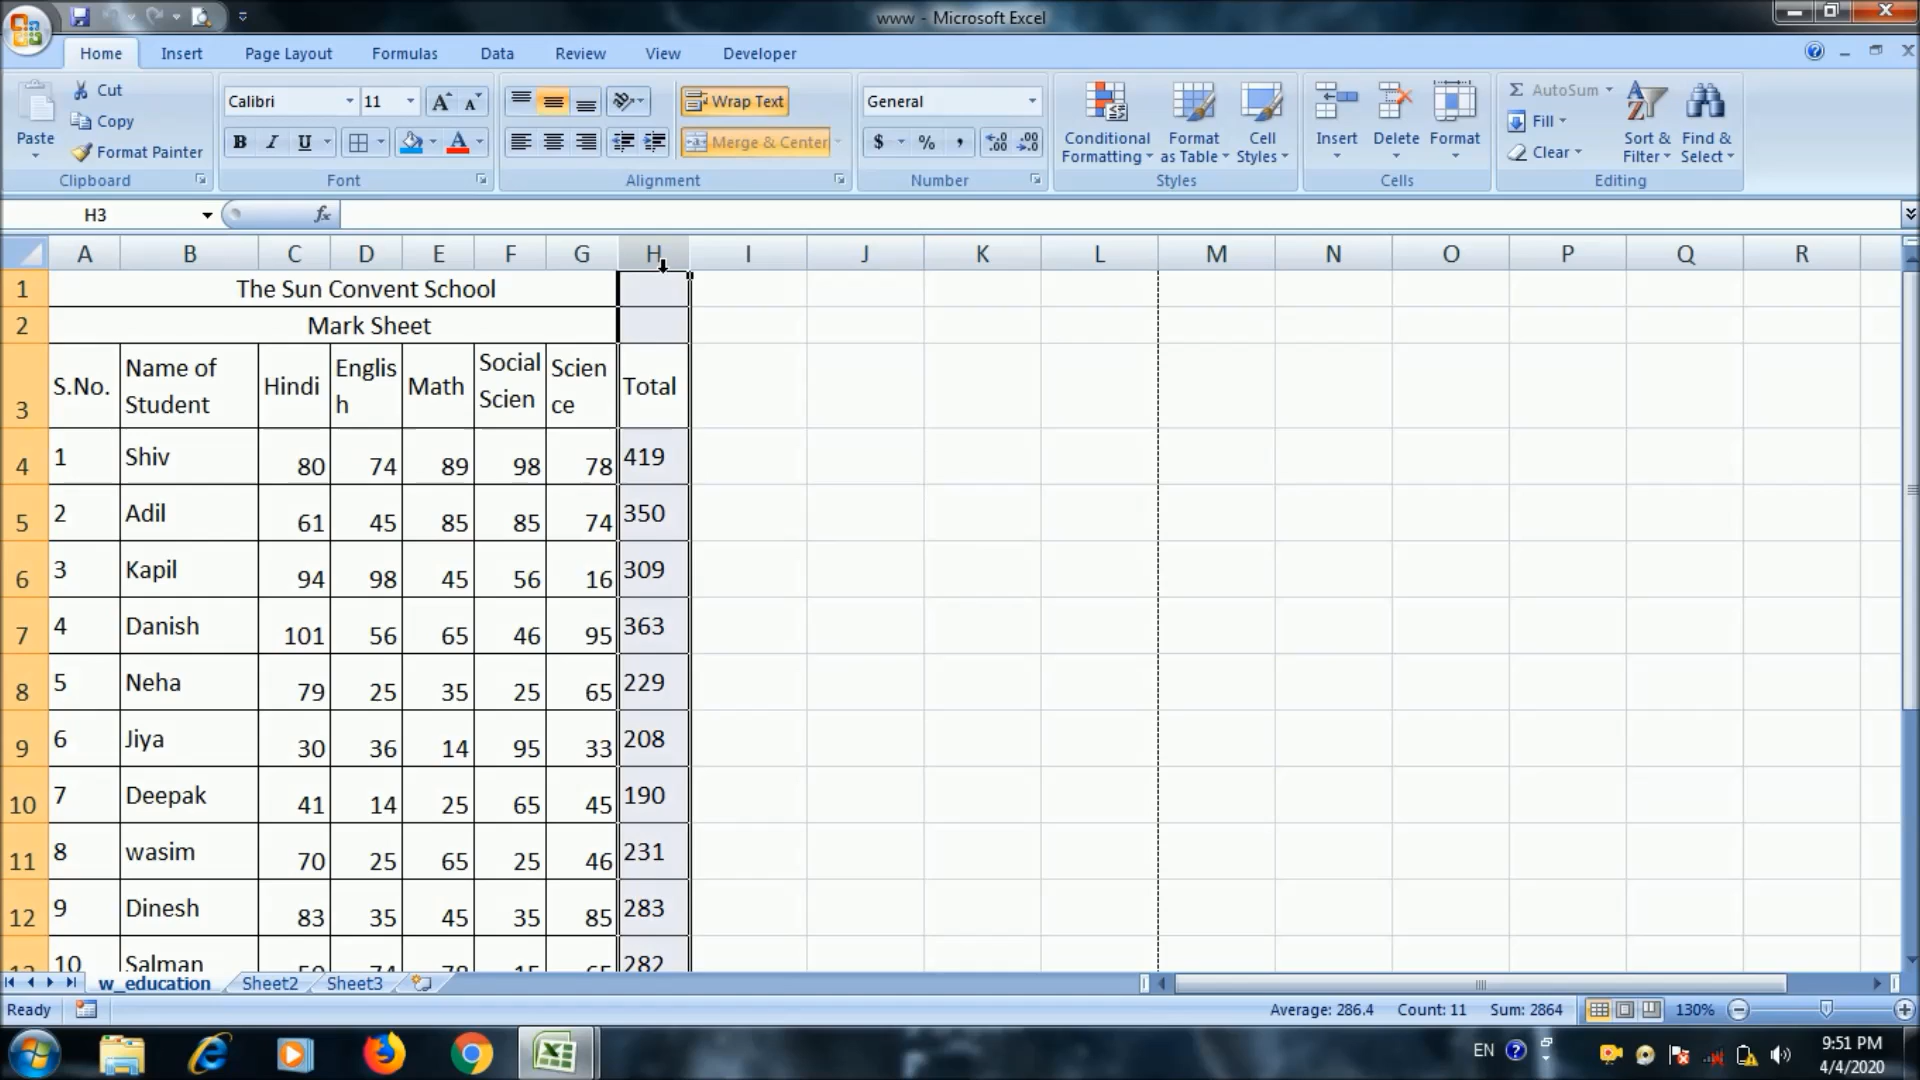 www - Microsoft Excel
Home Insert Page Layout Formulas Data Review View Developer
Cut
Copy
Format Painter
Paste
Clipboard
Calibri 11
B I U
Font
Wrap Text
Merge & Center
Alignment
General
$ % ,
Number
Conditional Formatting
Format as Table
Cell Styles
Styles
Insert Delete Format
Cells
AutoSum
Fill
Clear
Sort & Filter
Find & Select
Editing
H3 fx
A B C D E F G H I J K L M N O P Q R
1 The Sun Convent School
2 Mark Sheet
3 S.No. Name of Student Hindi English Math Social Scien Science Total
4 1 Shiv 80 74 89 98 78 419
5 2 Adil 61 45 85 85 74 350
6 3 Kapil 94 98 45 56 16 309
7 4 Danish 101 56 65 46 95 363
8 5 Neha 79 25 35 25 65 229
9 6 Jiya 30 36 14 95 33 208
10 7 Deepak 41 14 25 65 45 190
11 8 wasim 70 25 65 25 46 231
12 9 Dinesh 83 35 45 35 85 283
10 Salman 282
w_education Sheet2 Sheet3
Ready Average: 286.4 Count: 11 Sum: 2864 130%
EN 9:51 PM
4/4/2020